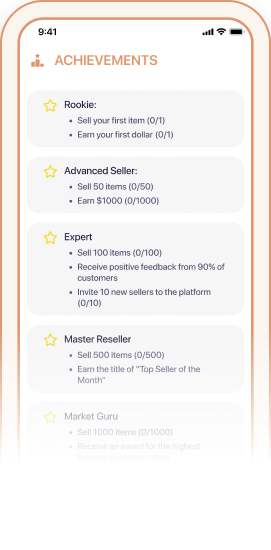 9:41
ACHIEVEMENTS
Rookie:
• Sell your first item (0/1)
• Earn your first dollar (0/1)
Advanced Seller:
• Sell 50 items (0/50)
• Earn $1000 (0/1000)
Expert
• Sell 100 items (0/100)
• Receive positive feedback from 90% of
customers
• Invite 10 new sellers to the platform
(0/10)
Master Reseller
• Sell 500 items (0/500)
• Earn the title of "Top Seller of the
Month"
Market Guru
• Sell 1000 items (0/1000)
• Receive an award for the highest